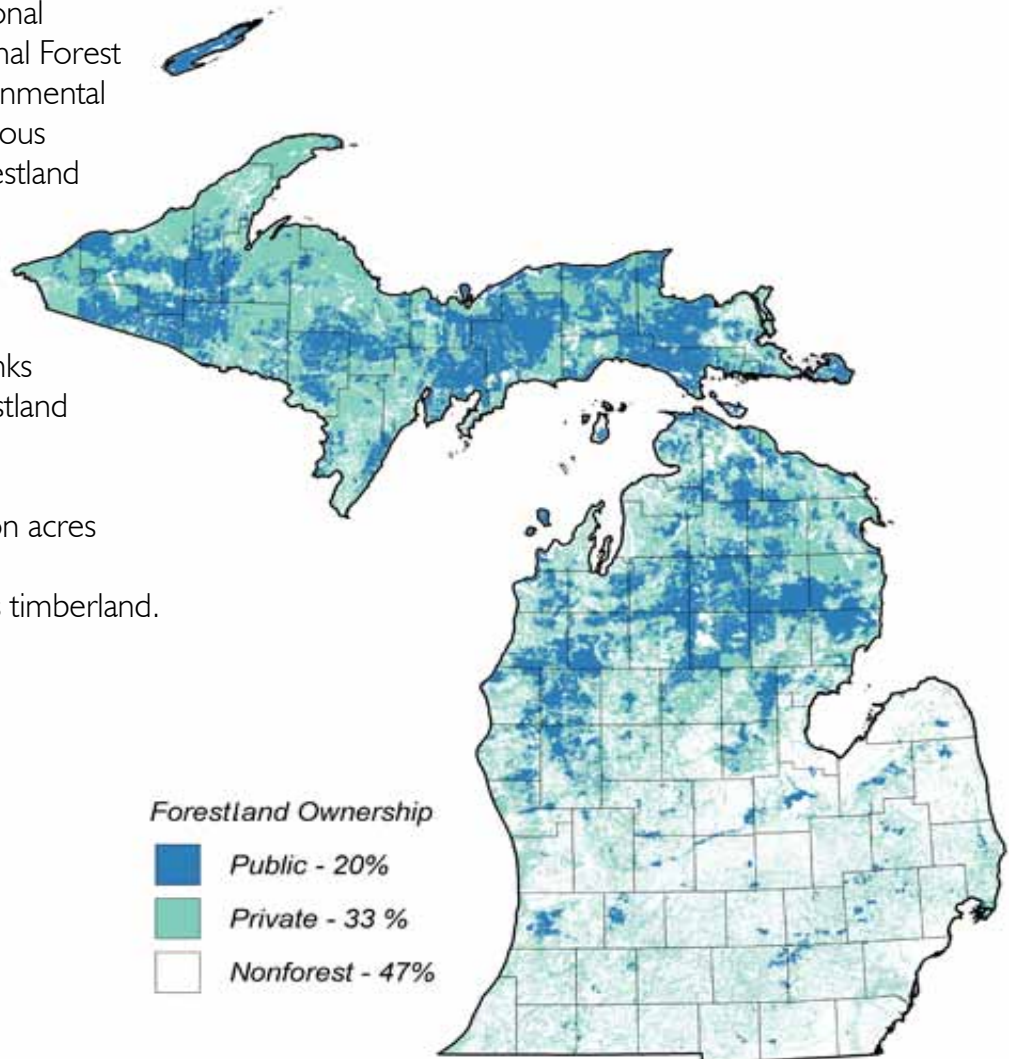 onal
nal Forest
nmental
ous
estland
nks
stland
on acres
timberland.
Forestland Ownership
Public - 20%
Private - 33 %
Nonforest - 47%